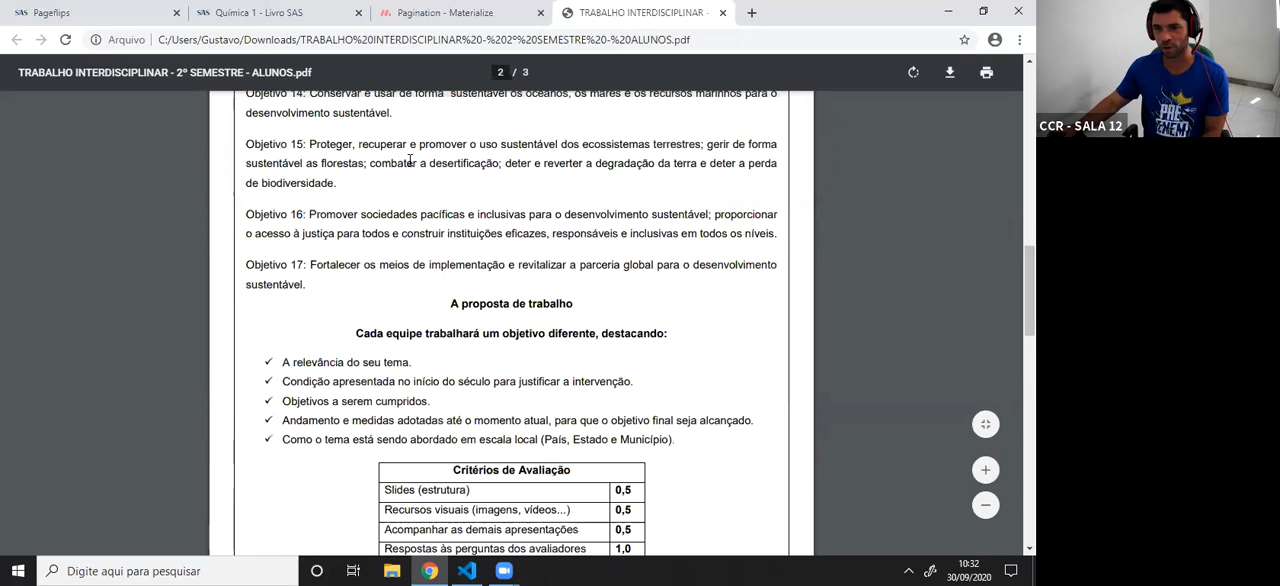 Pageflips
Química 1 - Livro SAS
Pagination - Materialize
TRABALHO INTERDISCIPLINAR -
Arquivo
C:/Users/Gustavo/Downloads/TRABALHO%20INTERDISCIPLINAR%20-%202º%20SEMESTRE%20-%20ALUNOS.pdf
TRABALHO INTERDISCIPLINAR - 2º SEMESTRE - ALUNOS.pdf
2 / 3
Objetivo 14: Conservar e usar de forma sustentável os oceanos, os mares e os recursos marinhos para o
desenvolvimento sustentável.
Objetivo 15: Proteger, recuperar e promover o uso sustentável dos ecossistemas terrestres; gerir de forma
sustentável as florestas; combater a desertificação; deter e reverter a degradação da terra e deter a perda
de biodiversidade.
Objetivo 16: Promover sociedades pacíficas e inclusivas para o desenvolvimento sustentável; proporcionar
o acesso à justiça para todos e construir instituições eficazes, responsáveis e inclusivas em todos os níveis.
Objetivo 17: Fortalecer os meios de implementação e revitalizar a parceria global para o desenvolvimento
sustentável.
A proposta de trabalho
Cada equipe trabalhará um objetivo diferente, destacando:
✓ A relevância do seu tema.
✓ Condição apresentada no início do século para justificar a intervenção.
✓ Objetivos a serem cumpridos.
✓ Andamento e medidas adotadas até o momento atual, para que o objetivo final seja alcançado.
✓ Como o tema está sendo abordado em escala local (País, Estado e Município).
Critérios de Avaliação
Slides (estrutura) 0,5
Recursos visuais (imagens, vídeos...) 0,5
Acompanhar as demais apresentações 0,5
Respostas às perguntas dos avaliadores 1,0
CCR - SALA 12
PRÉ
ENEM
Digite aqui para pesquisar
10:32
30/09/2020